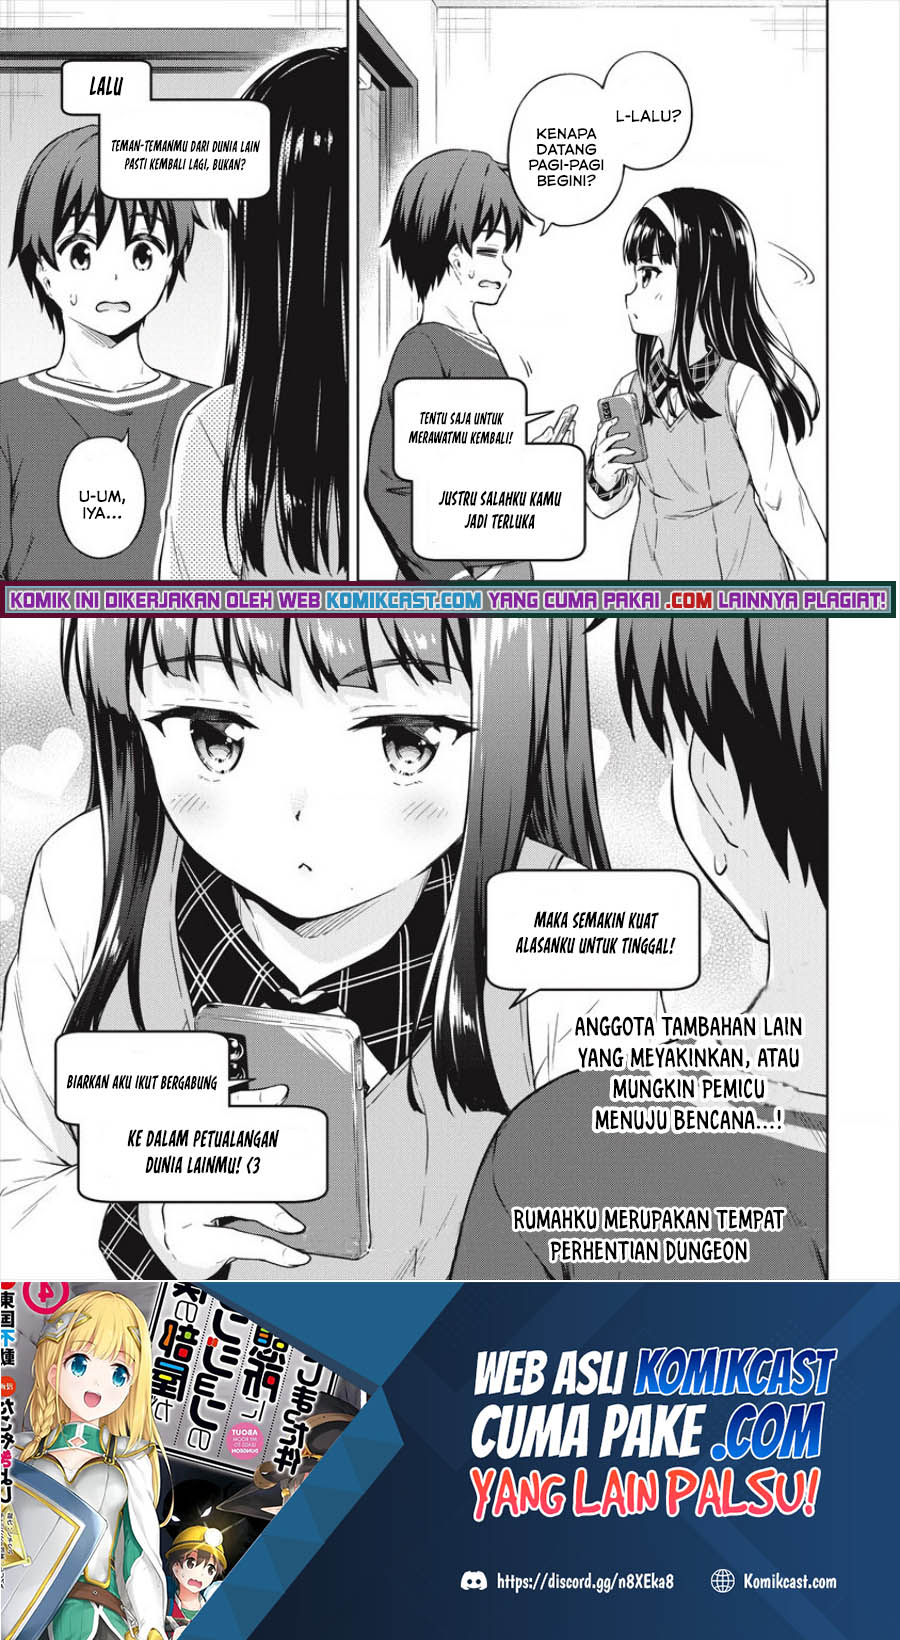 L-LALU?
KENAPA
DATANG
PAGI-PAGI
BEGINI?
TENTU SAJA UNTUK
MERAWATMU KEMBALI!
JUSTRU SALAHKU KAMU
JADI TERLUKA
LALU
TEMAN-TEMANMU DARI DUNIA LAIN
PASTI KEMBALI LAGI, BUKAN?
U-UM,
IYA...
KOMIK INI DIKERJAKAN OLEH WEB KOMIKCAST.COM YANG CUMA PAKAI .COM LAINNYA PLAGIAT!
MAKA SEMAKIN KUAT
ALASANKU UNTUK TINGGAL!
BIARKAN AKU IKUT BERGABUNG
KE DALAM PETUALANGAN
DUNIA LAINMU! <3
ANGGOTA TAMBAHAN LAIN
YANG MEYAKINKAN, ATAU
MUNGKIN PEMICU
MENUJU BENCANA...!
RUMAHKU MERUPAKAN TEMPAT
PERHENTIAN DUNGEON
4
WEB ASLI KOMIKCAST
CUMA PAKE .COM
YANG LAIN PALSU!
https://discord.gg/n8XEka8
Komikcast.com